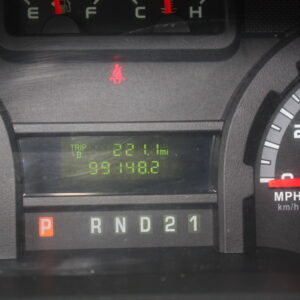 E F C H
TRIP B 221.1 mi
99148.2
P R N D 2 1
MPH
km/h